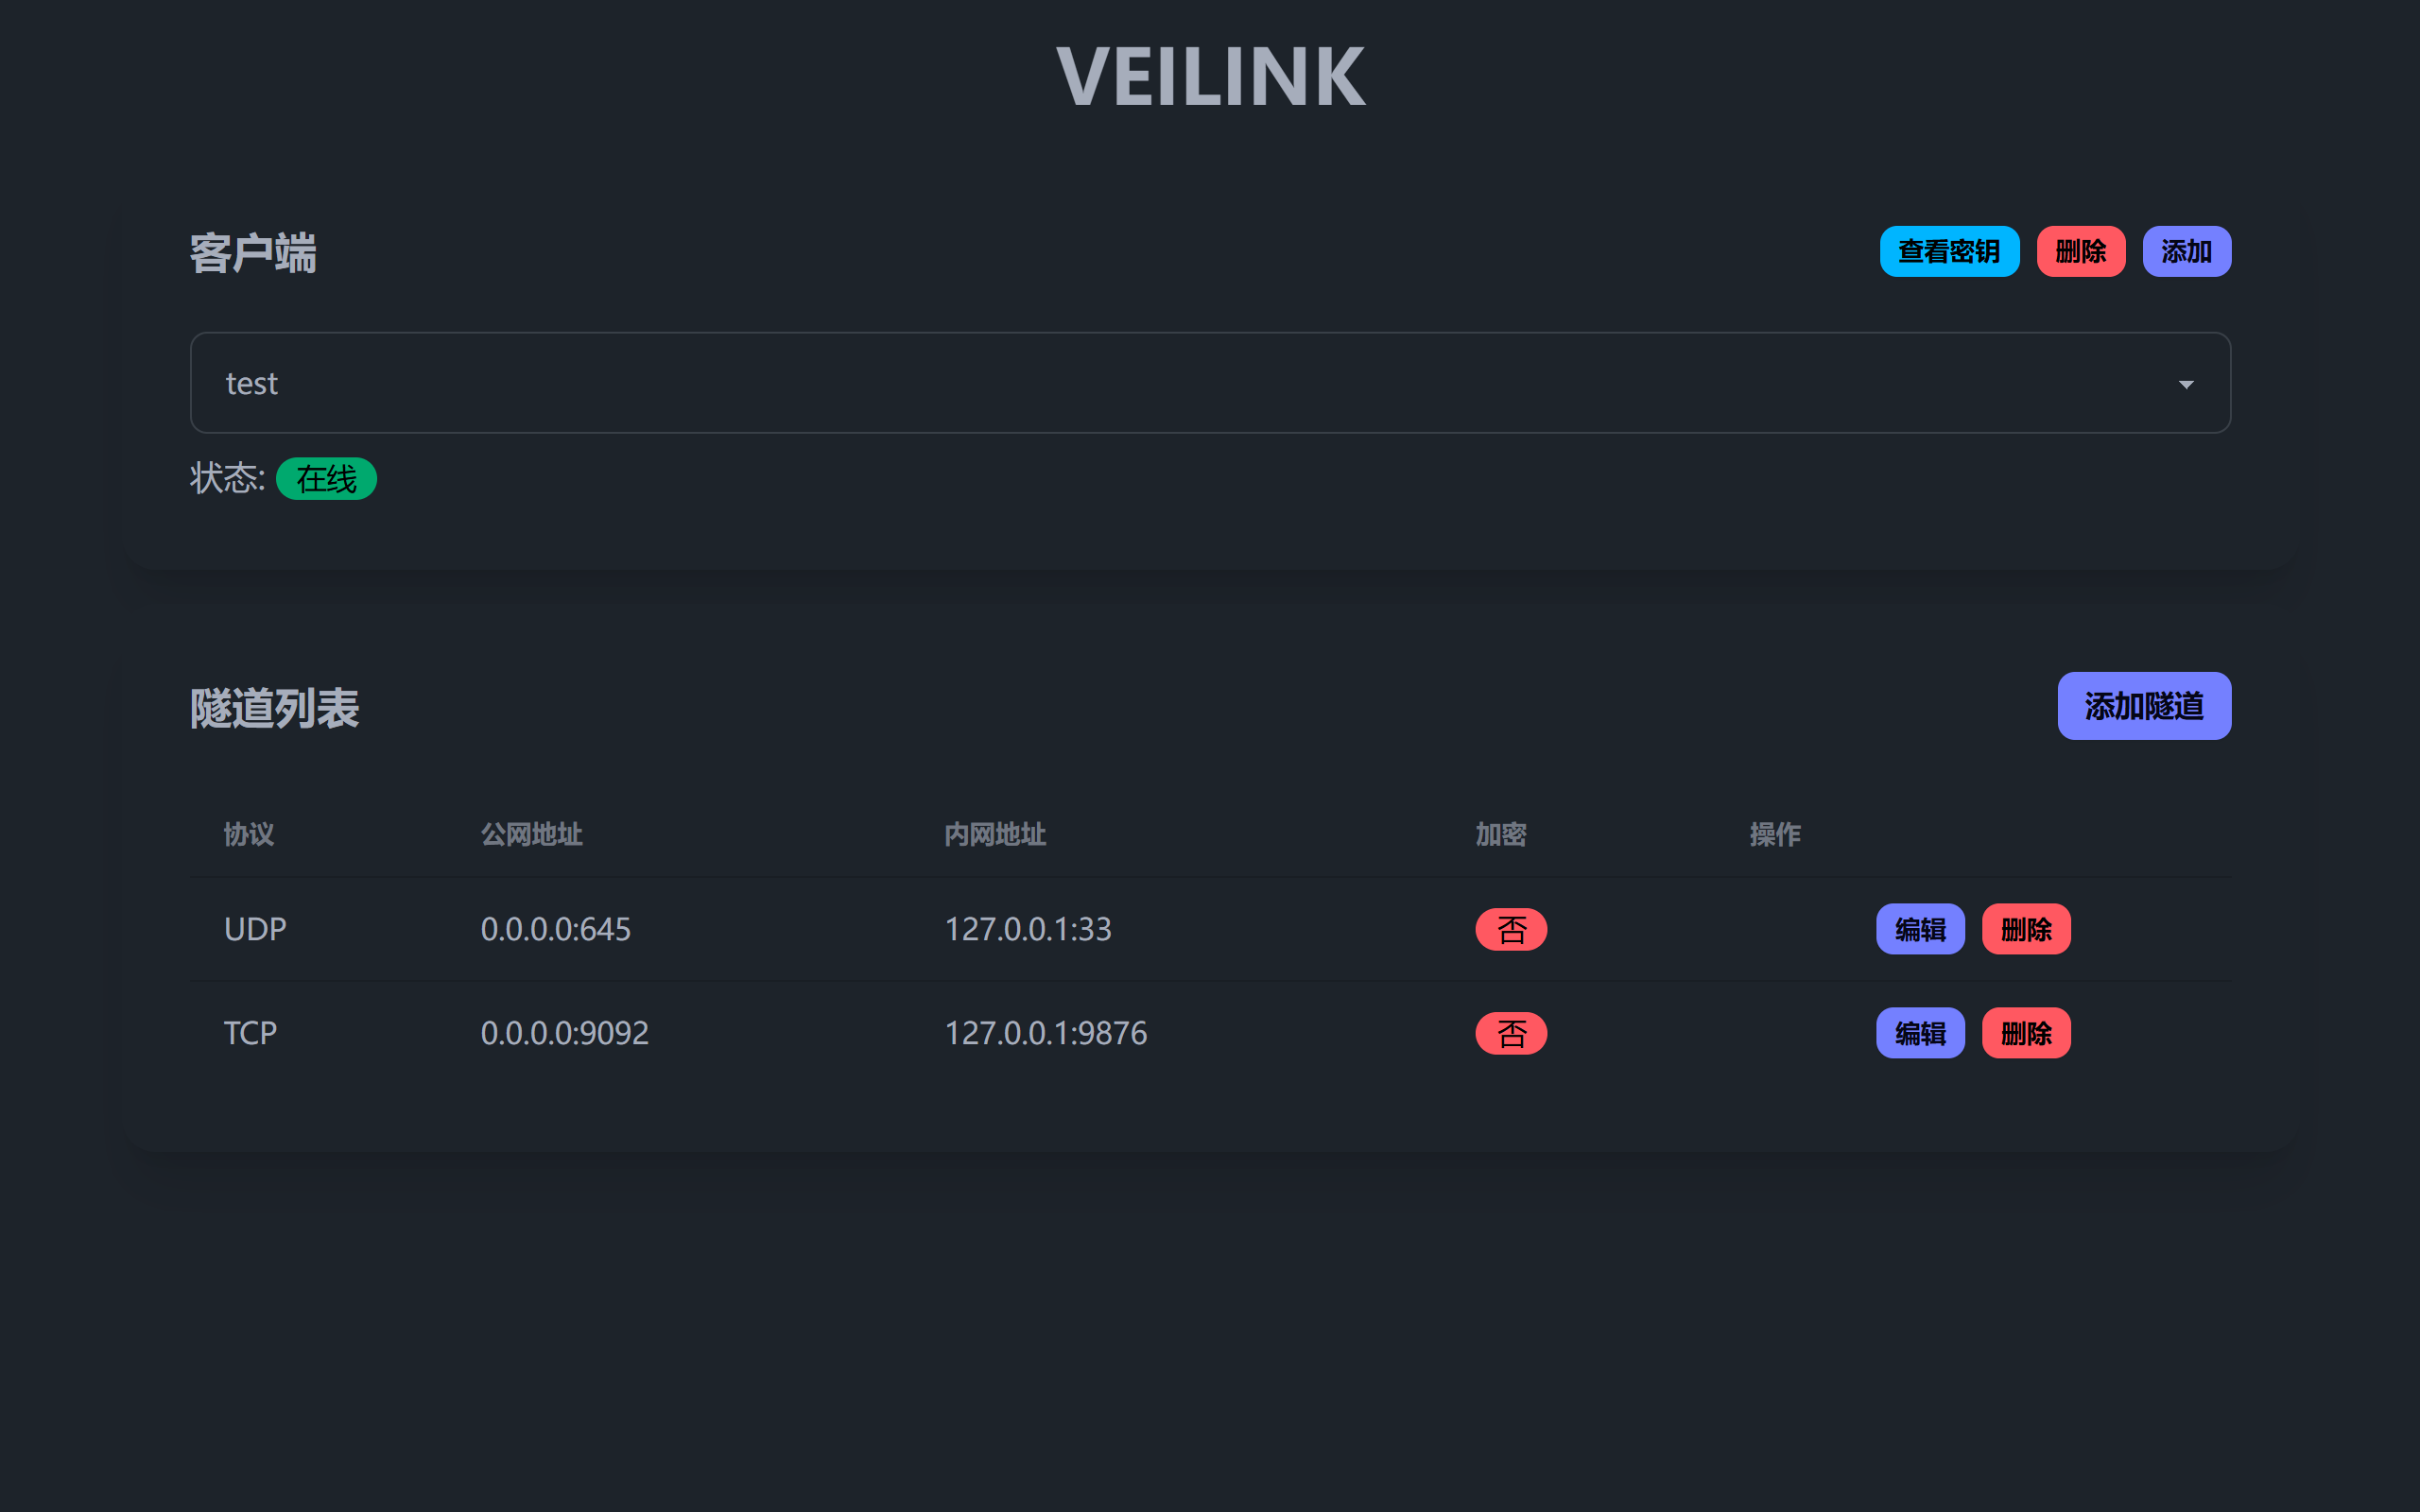 VEILINK
客户端 查看密钥 删除 添加
test
状态: 在线
隧道列表 添加隧道
协议 公网地址 内网地址 加密 操作
UDP 0.0.0.0:645 127.0.0.1:33 否 编辑 删除
TCP 0.0.0.0:9092 127.0.0.1:9876 否 编辑 删除